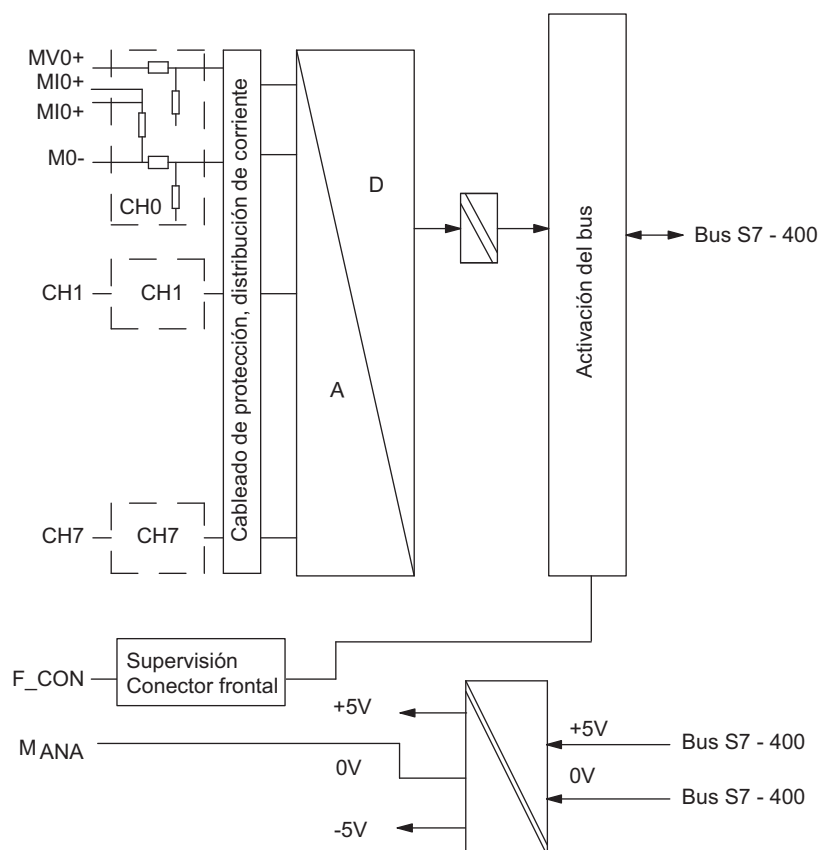 MV0+
MI0+
MI0+
M0-
CH0
CH1
CH1
CH7
CH7
Cableado de protección, distribución de corriente
D
A
Activación del bus
Bus S7 - 400
F_CON
Supervisión
Conector frontal
MANA
+5V
0V
-5V
+5V
0V
Bus S7 - 400
Bus S7 - 400